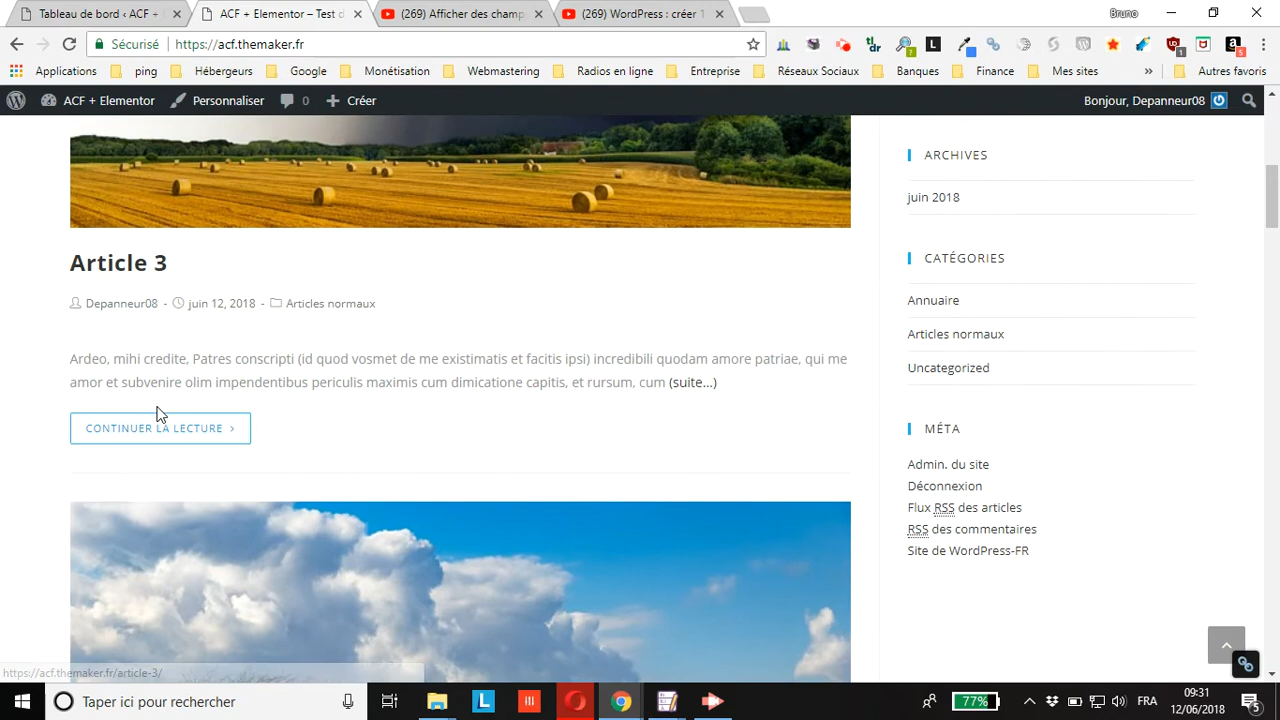 Tableau de bord ‹ ACF +
ACF + Elementor – Test d
(269) Afficher des champ
(269) WordPress : créer 1
Bruno
Sécurisé
https://acf.themaker.fr
Applications
ping
Hébergeurs
Google
Monétisation
Webmastering
Radios en ligne
Entreprise
Réseaux Sociaux
Banques
Finance
Mes sites
»
Autres favoris
ACF + Elementor
Personnaliser
0
Créer
Bonjour, Depanneur08
Article 3
Depanneur08 - juin 12, 2018 - Articles normaux
Ardeo, mihi credite, Patres conscripti (id quod vosmet de me existimatis et facitis ipsi) incredibili quodam amore patriae, qui me
amor et subvenire olim impendentibus periculis maximis cum dimicatione capitis, et rursum, cum (suite…)
CONTINUER LA LECTURE >
ARCHIVES
juin 2018
CATÉGORIES
Annuaire
Articles normaux
Uncategorized
MÉTA
Admin. du site
Déconnexion
Flux RSS des articles
RSS des commentaires
Site de WordPress-FR
https://acf.themaker.fr/article-3/
Taper ici pour rechercher
77%
FRA
09:31
12/06/2018
5